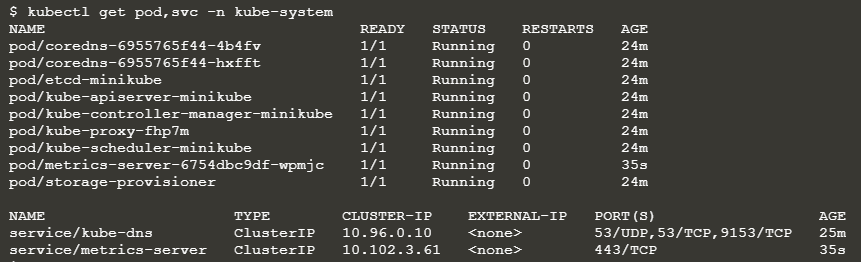 $ kubectl get pod,svc -n kube-system
NAME READY STATUS RESTARTS AGE
pod/coredns-6955765f44-4b4fv 1/1 Running 0 24m
pod/coredns-6955765f44-hxfft 1/1 Running 0 24m
pod/etcd-minikube 1/1 Running 0 24m
pod/kube-apiserver-minikube 1/1 Running 0 24m
pod/kube-controller-manager-minikube 1/1 Running 0 24m
pod/kube-proxy-fhp7m 1/1 Running 0 24m
pod/kube-scheduler-minikube 1/1 Running 0 24m
pod/metrics-server-6754dbc9df-wpmjc 1/1 Running 0 35s
pod/storage-provisioner 1/1 Running 0 24m
NAME TYPE CLUSTER-IP EXTERNAL-IP PORT(S) AGE
service/kube-dns ClusterIP 10.96.0.10 <none> 53/UDP,53/TCP,9153/TCP 25m
service/metrics-server ClusterIP 10.102.3.61 <none> 443/TCP 35s